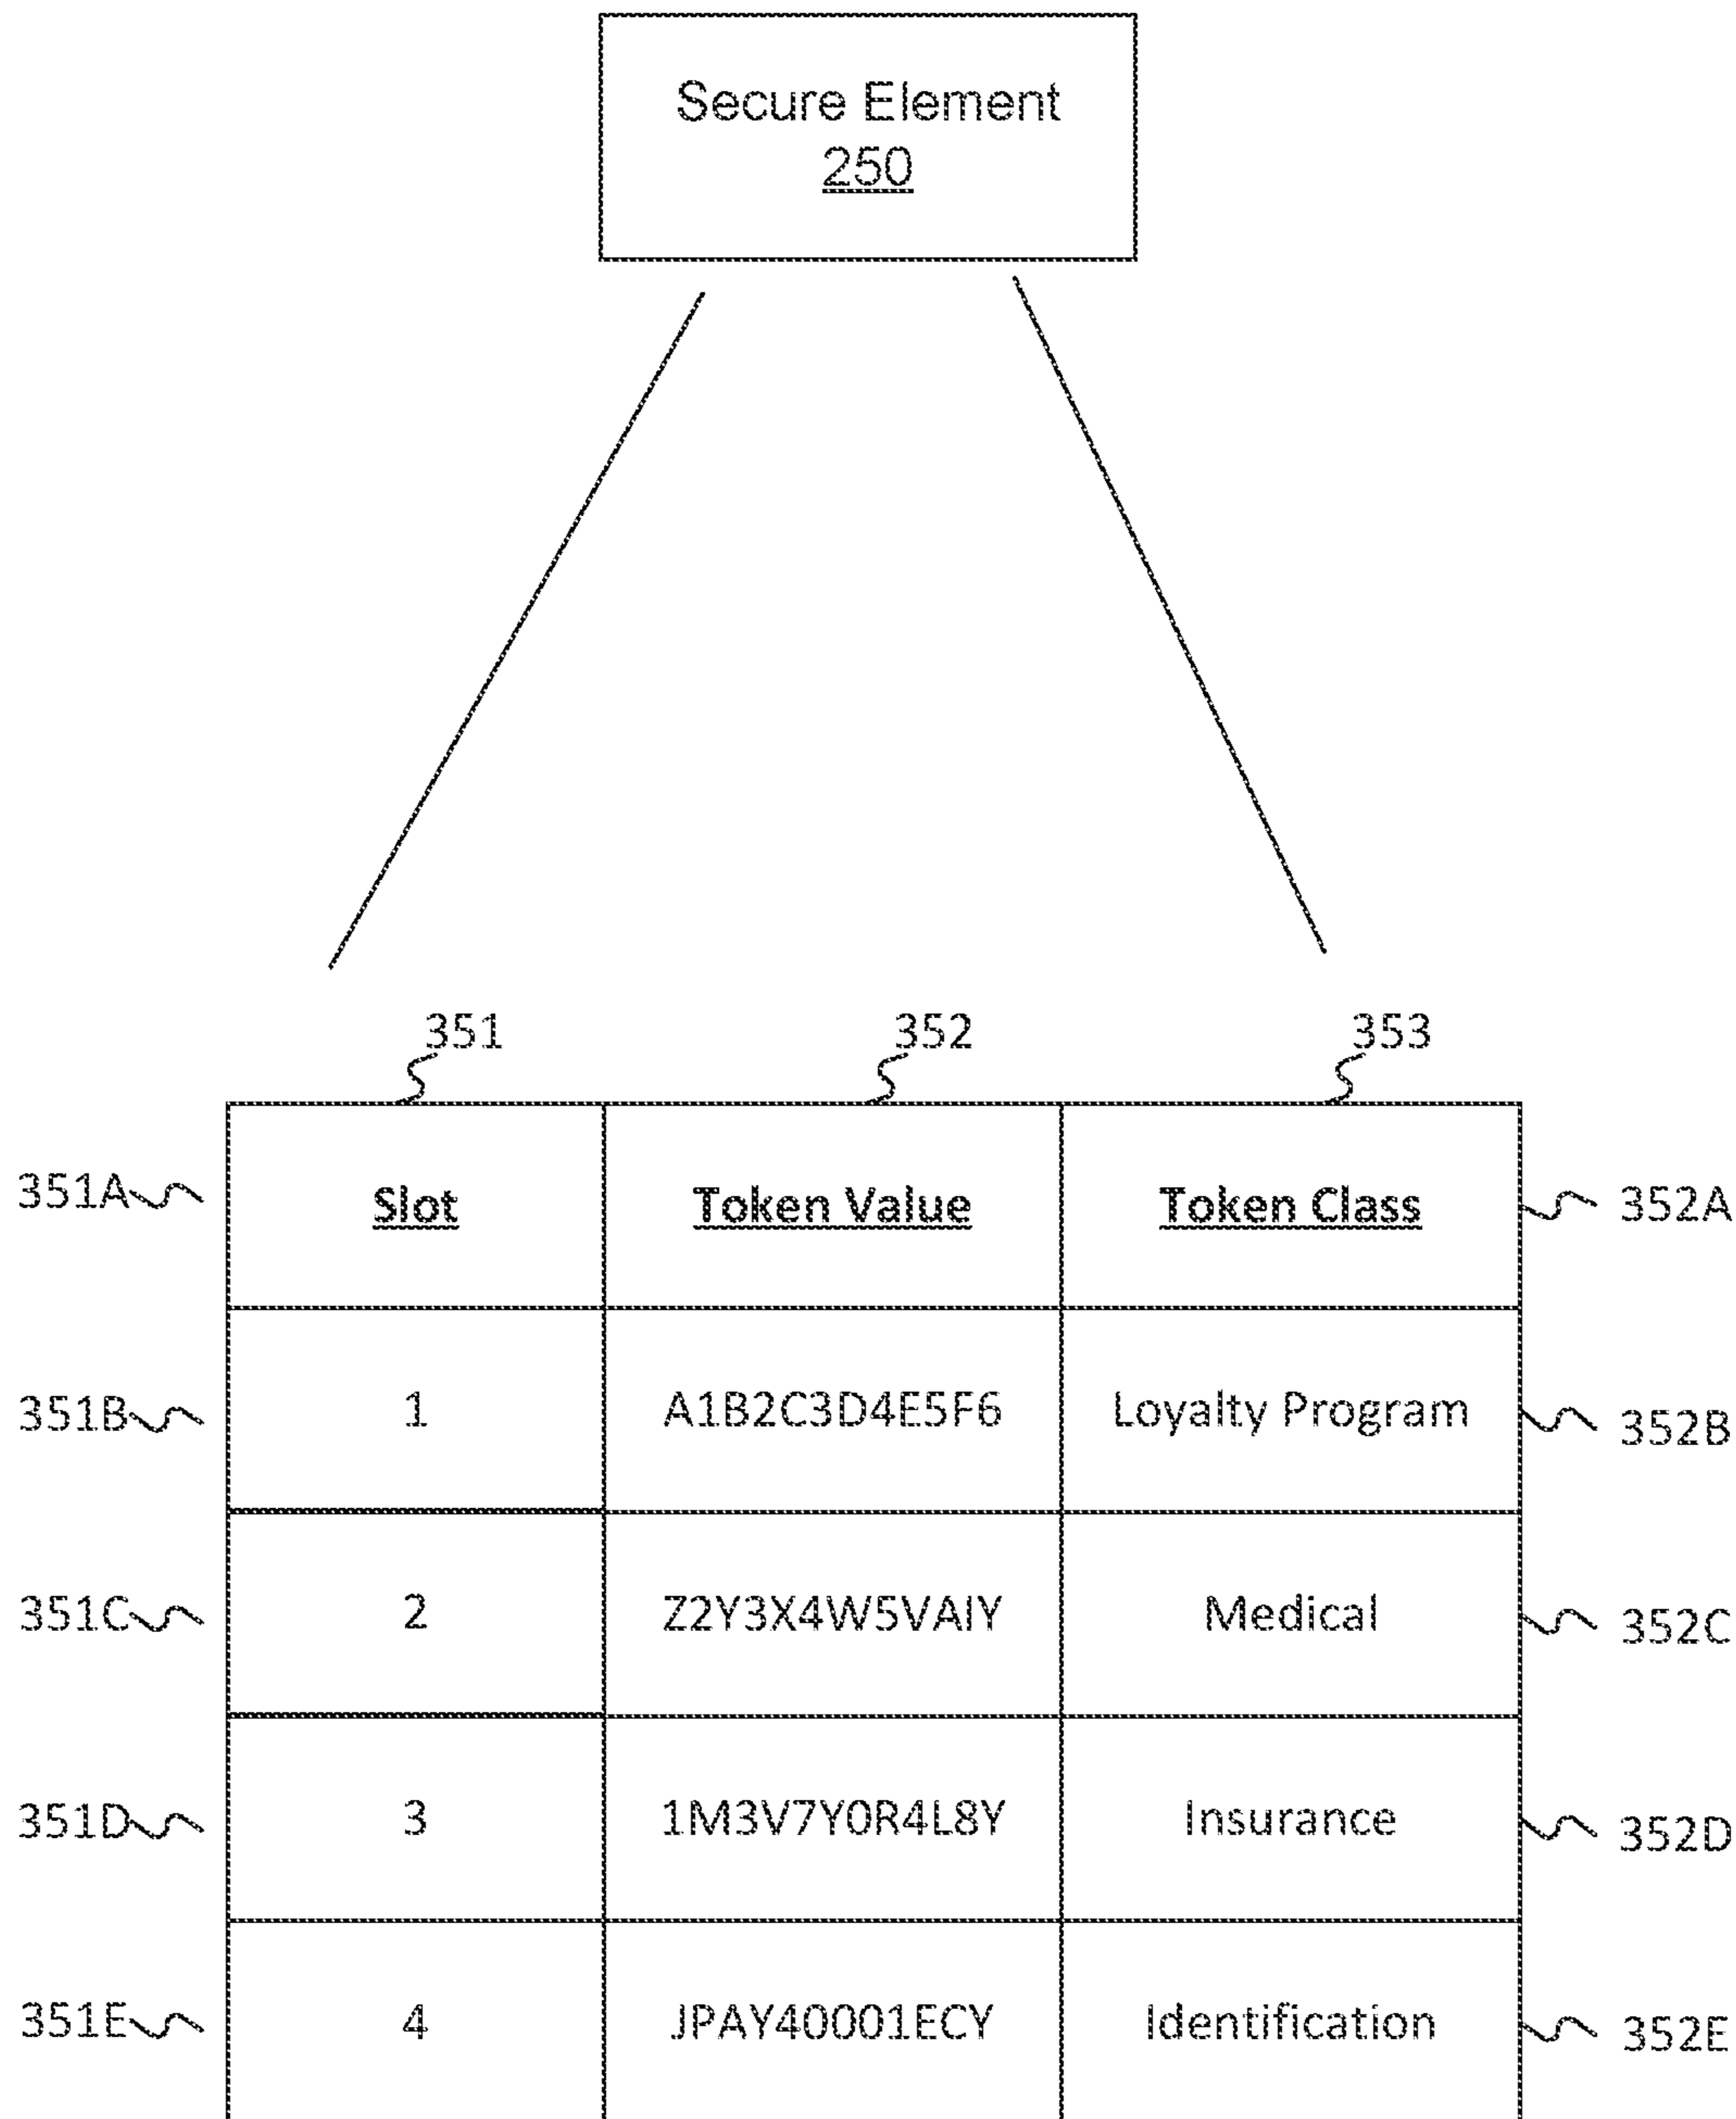 Secure Element
250
351 352 353
351A Slot Token Value Token Class 352A
351B 1 A1B2C3D4E5F6 Loyalty Program 352B
351C 2 Z2Y3X4W5VAIY Medical 352C
351D 3 1M3V7Y0R4L8Y Insurance 352D
351E 4 JPAY40001ECY Identification 352E